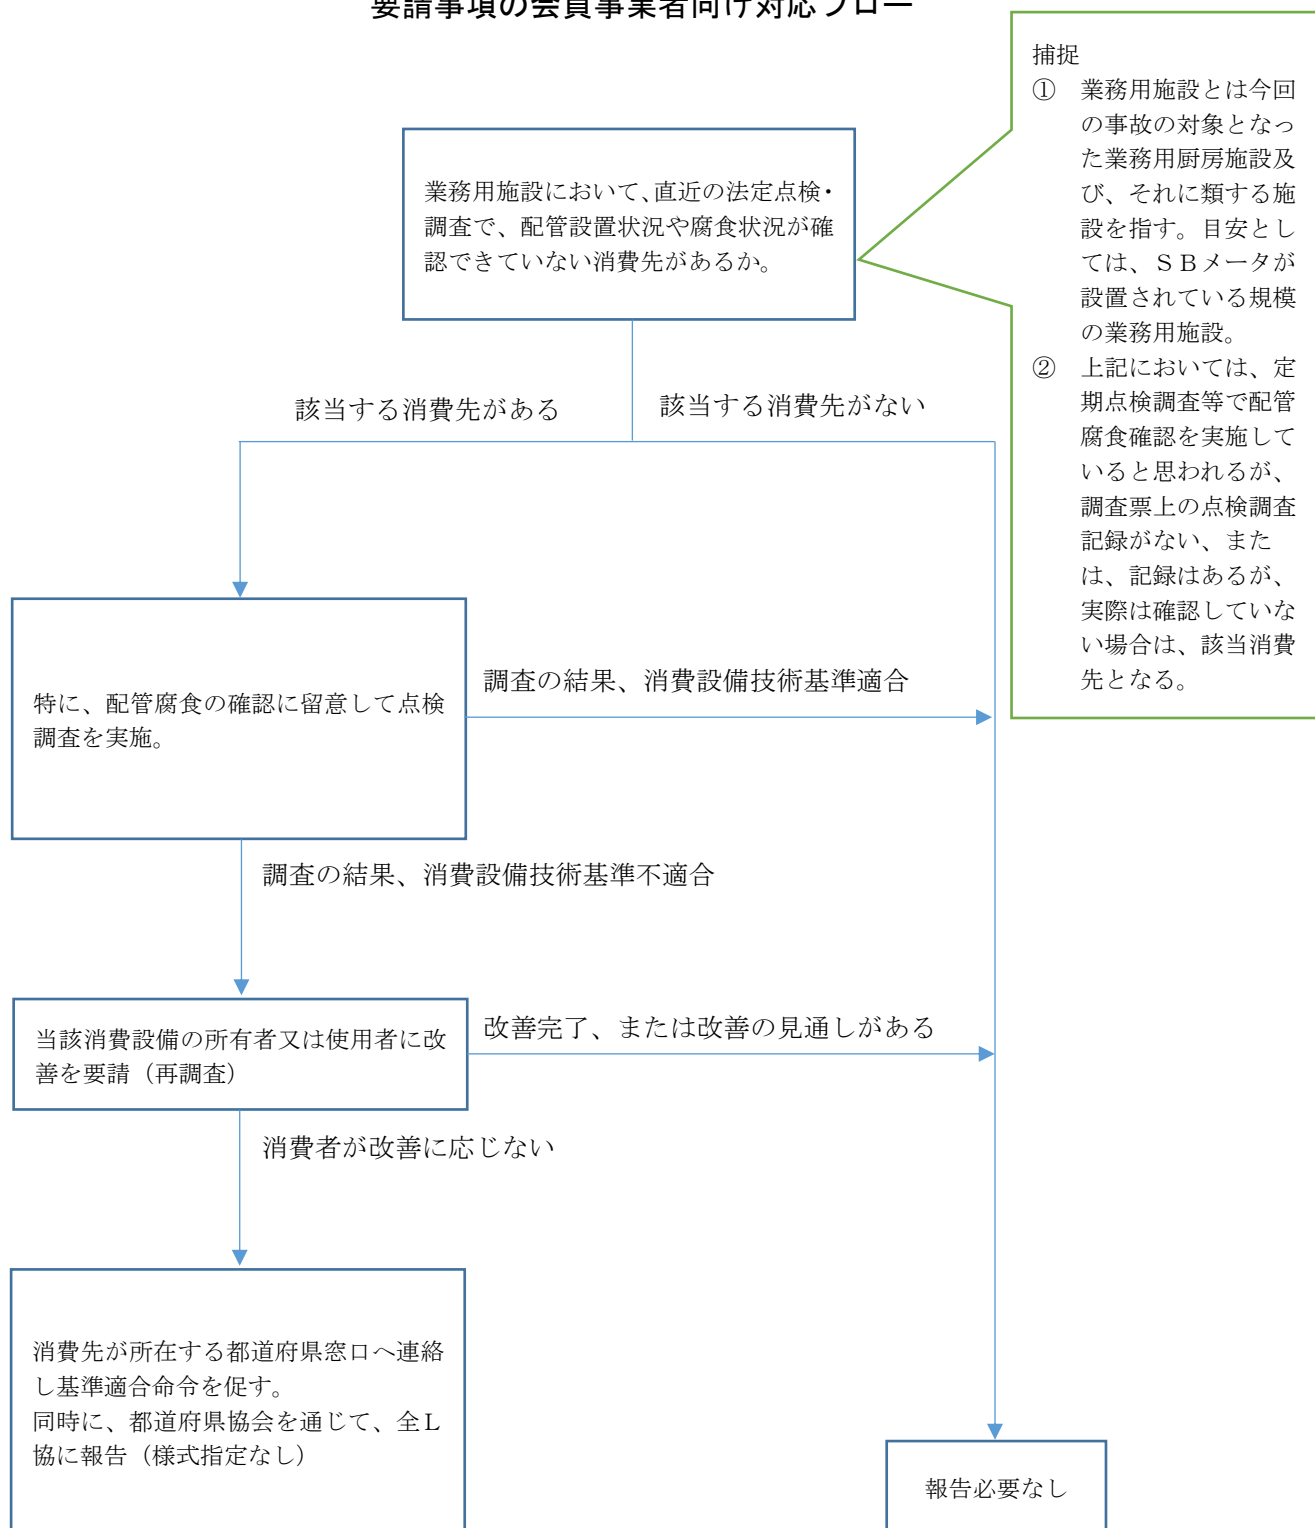 要請事項の会員事業者向け対応フロー
捕捉
① 業務用施設とは今回
の事故の対象となっ
た業務用厨房施設及
び、それに類する施
設を指す。目安とし
ては、ＳＢメータが
設置されている規模
の業務用施設。
② 上記においては、定
期点検調査等で配管
腐食確認を実施して
いると思われるが、
調査票上の点検調査
記録がない、また
は、記録はあるが、
実際は確認していな
い場合は、該当消費
先となる。
業務用施設において、直近の法定点検・
調査で、配管設置状況や腐食状況が確
認できていない消費先があるか。
該当する消費先がある
該当する消費先がない
特に、配管腐食の確認に留意して点検
調査を実施。
調査の結果、消費設備技術基準適合
調査の結果、消費設備技術基準不適合
当該消費設備の所有者又は使用者に改
善を要請（再調査）
改善完了、または改善の見通しがある
消費者が改善に応じない
消費先が所在する都道府県窓口へ連絡
し基準適合命令を促す。
同時に、都道府県協会を通じて、全Ｌ
協に報告（様式指定なし）
報告必要なし